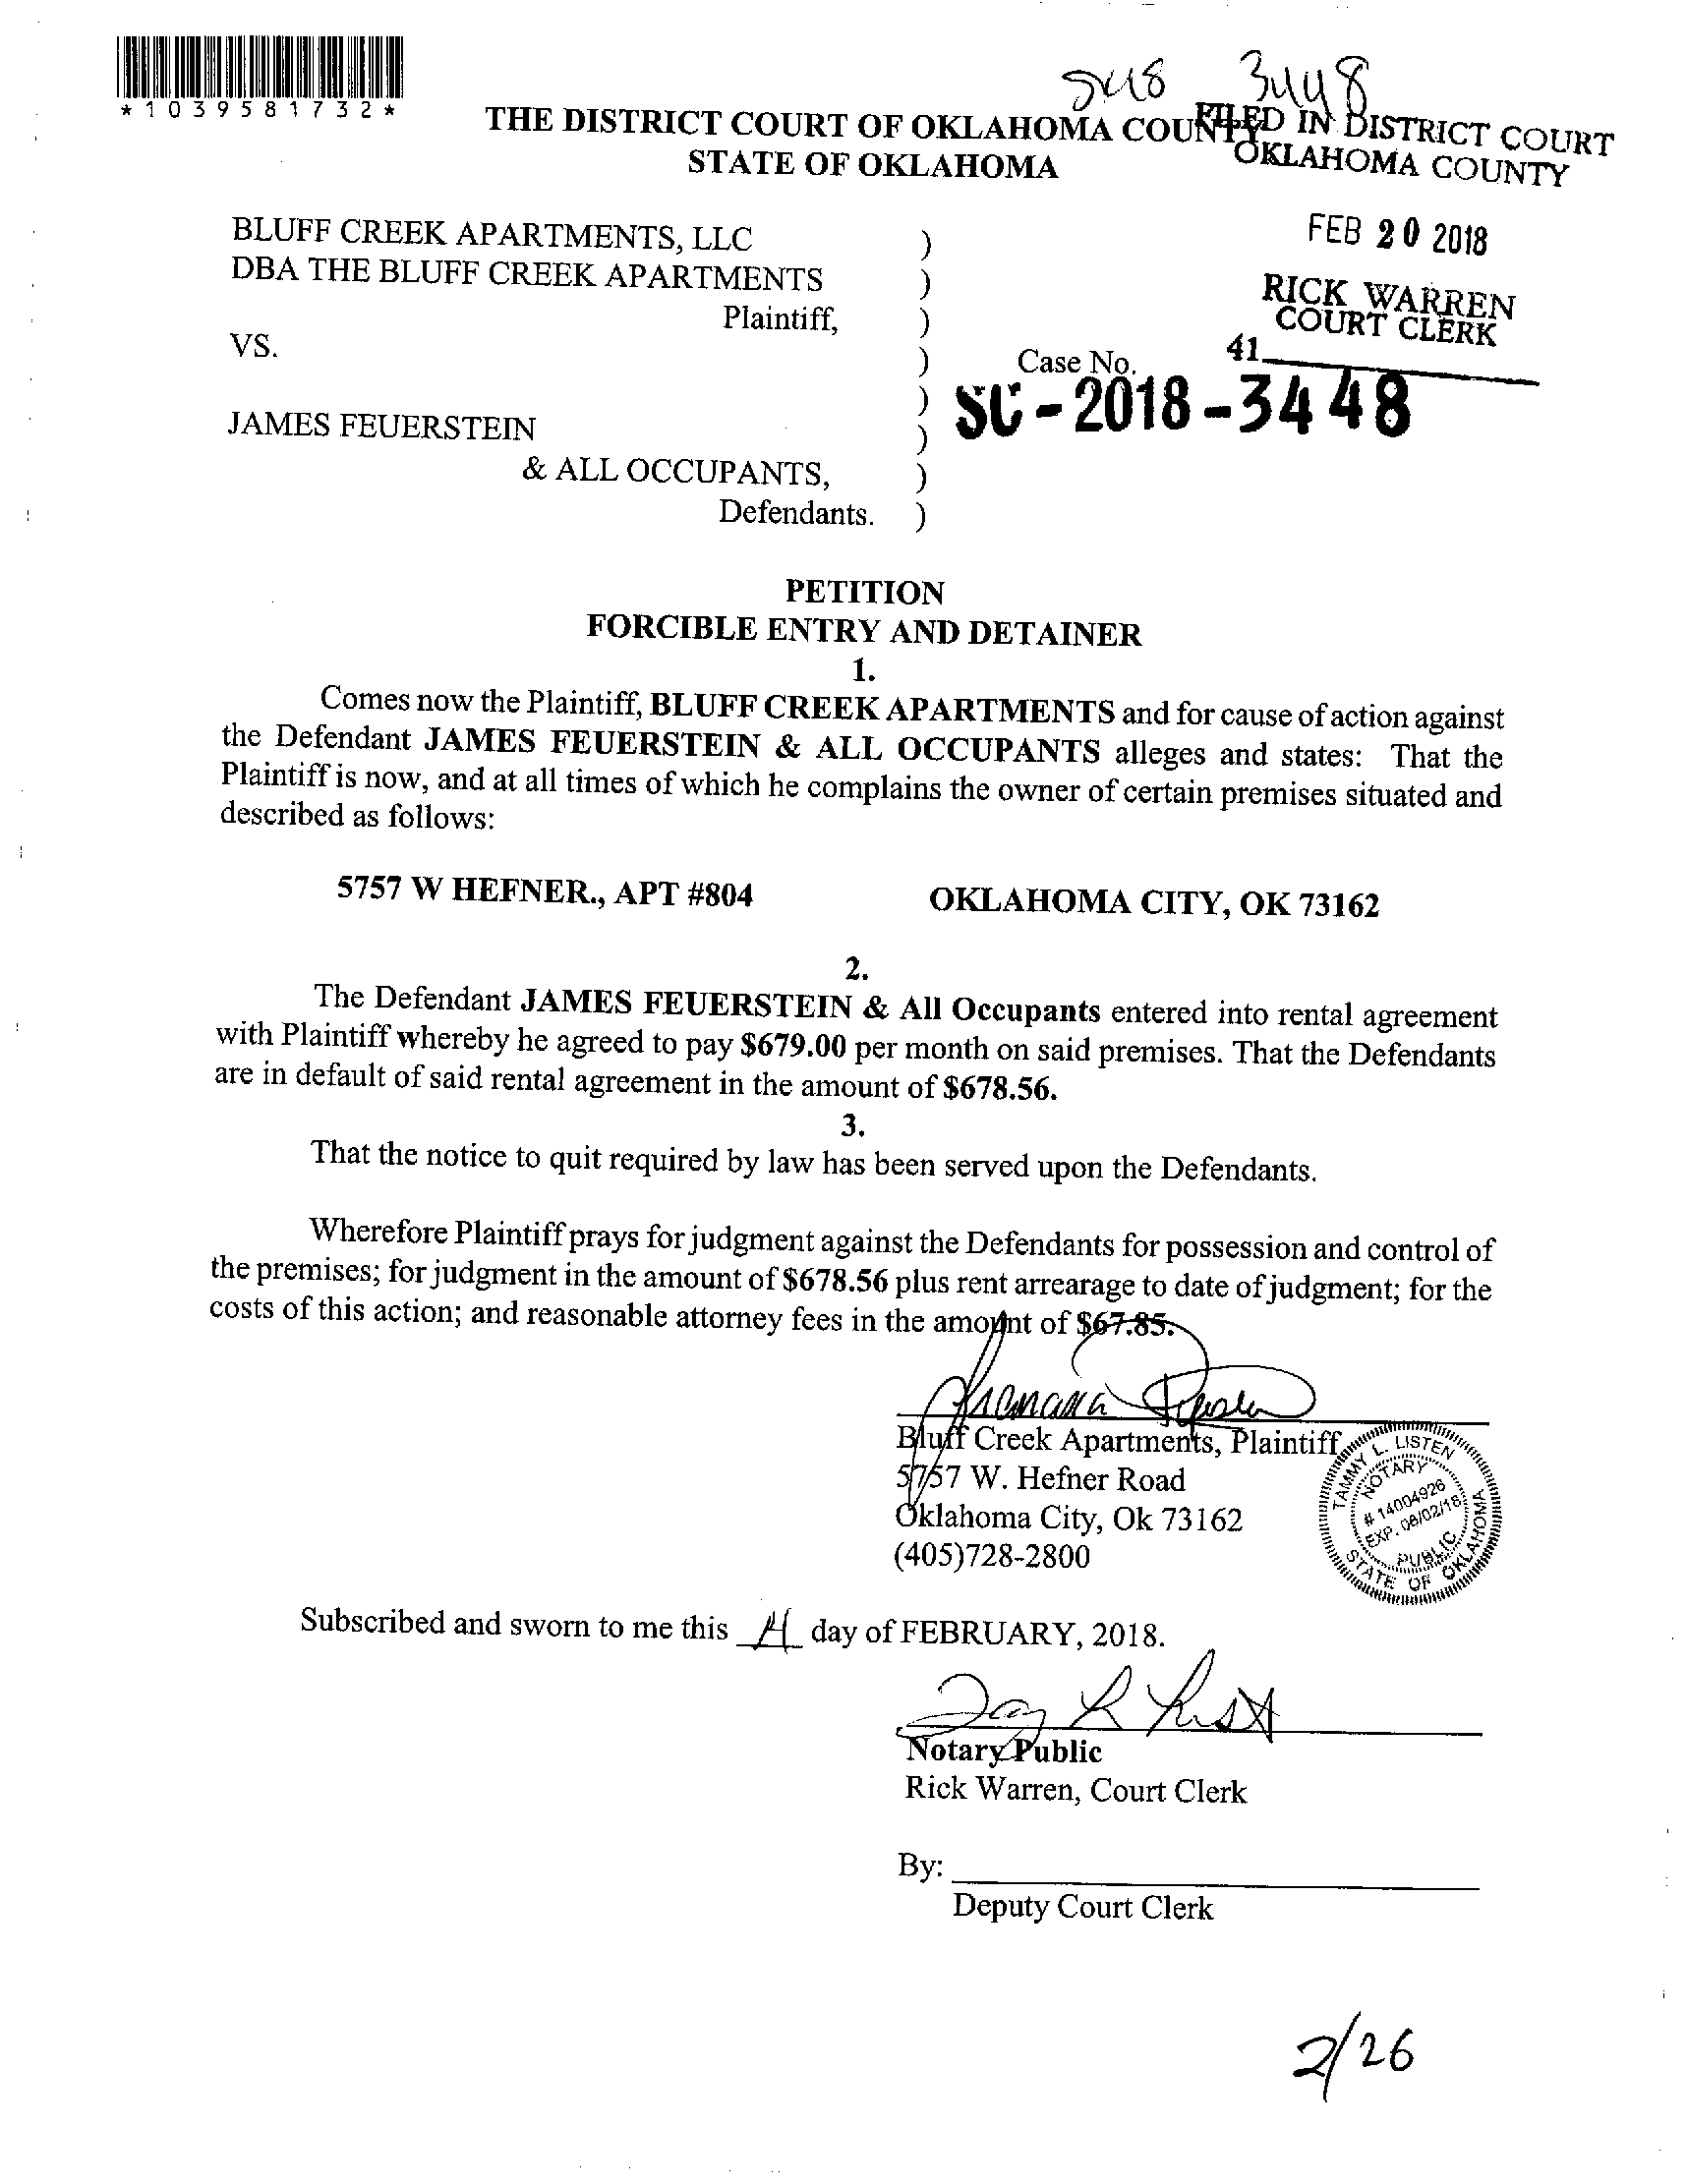 *1039581732*
SC18 3448
THE DISTRICT COURT OF OKLAHOMA COUNTY
STATE OF OKLAHOMA
FILED IN DISTRICT COURT
OKLAHOMA COUNTY
FEB 20 2018
RICK WARREN
COURT CLERK
41
BLUFF CREEK APARTMENTS, LLC )
DBA THE BLUFF CREEK APARTMENTS )
Plaintiff, )
VS. )
Case No.
SC-2018-3448
)
JAMES FEUERSTEIN )
& ALL OCCUPANTS, )
Defendants. )
PETITION
FORCIBLE ENTRY AND DETAINER
1.
Comes now the Plaintiff, BLUFF CREEK APARTMENTS and for cause of action against
the Defendant JAMES FEUERSTEIN & ALL OCCUPANTS alleges and states: That the
Plaintiff is now, and at all times of which he complains the owner of certain premises situated and
described as follows:
5757 W HEFNER., APT #804 OKLAHOMA CITY, OK 73162
2.
The Defendant JAMES FEUERSTEIN & All Occupants entered into rental agreement
with Plaintiff whereby he agreed to pay $679.00 per month on said premises. That the Defendants
are in default of said rental agreement in the amount of $678.56.
3.
That the notice to quit required by law has been served upon the Defendants.
Wherefore Plaintiff prays for judgment against the Defendants for possession and control of
the premises; for judgment in the amount of $678.56 plus rent arrearage to date of judgment; for the
costs of this action; and reasonable attorney fees in the amount of $67.85.
Bluff Creek Apartments, Plaintiff
5757 W. Hefner Road
Oklahoma City, Ok 73162
(405)728-2800
TAMMY L. LISTEN
NOTARY
# 14004926
EXP. 08/02/18
PUBLIC
STATE OF OKLAHOMA
Subscribed and sworn to me this day of FEBRUARY, 2018.
Notary Public
Rick Warren, Court Clerk
By:
Deputy Court Clerk
2/26